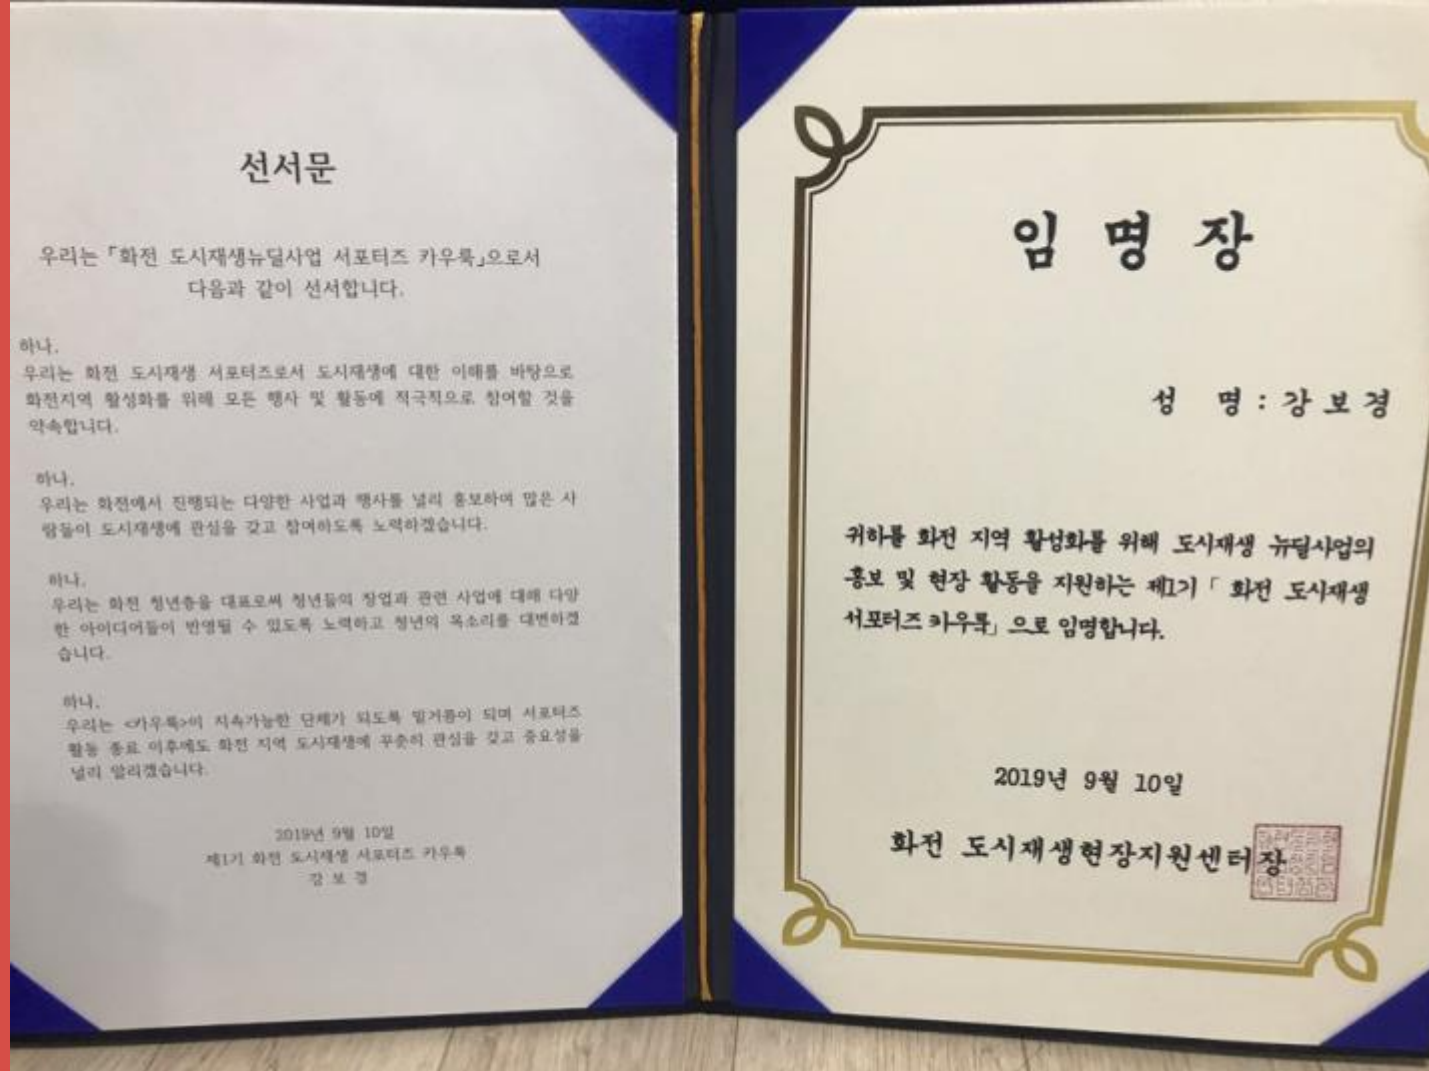 선서문
우리는 「화전 도시재생뉴딜사업 서포터즈 카우룩」으로서
다음과 같이 선서합니다.
하나.
우리는 화전 도시재생 서포터즈로서 도시재생에 대한 이해를 바탕으로
화전지역 활성화를 위해 모든 행사 및 활동에 적극적으로 참여할 것을
약속합니다.
하나.
우리는 화전에서 진행되는 다양한 사업과 행사를 널리 홍보하여 많은 사
람들이 도시재생에 관심을 갖고 참여하도록 노력하겠습니다.
하나.
우리는 화전 청년층을 대표로써 청년들의 창업과 관련 사업에 대해 다양
한 아이디어들이 반영될 수 있도록 노력하고 청년의 목소리를 대변하겠
습니다.
하나.
우리는 <카우룩>이 지속가능한 단체가 되도록 밑거름이 되며 서포터즈
활동 종료 이후에도 화전 지역 도시재생에 꾸준히 관심을 갖고 중요성을
널리 알리겠습니다.
2019년 9월 10일
제1기 화전 도시재생 서포터즈 카우룩
강 보 경
임 명 장
성 명 : 강 보 경
귀하를 화전 지역 활성화를 위해 도시재생 뉴딜사업의
홍보 및 현장 활동을 지원하는 제1기 「 화전 도시재생
서포터즈 카우룩」 으로 임명합니다.
2019년 9월 10일
화전 도시재생현장지원센터장